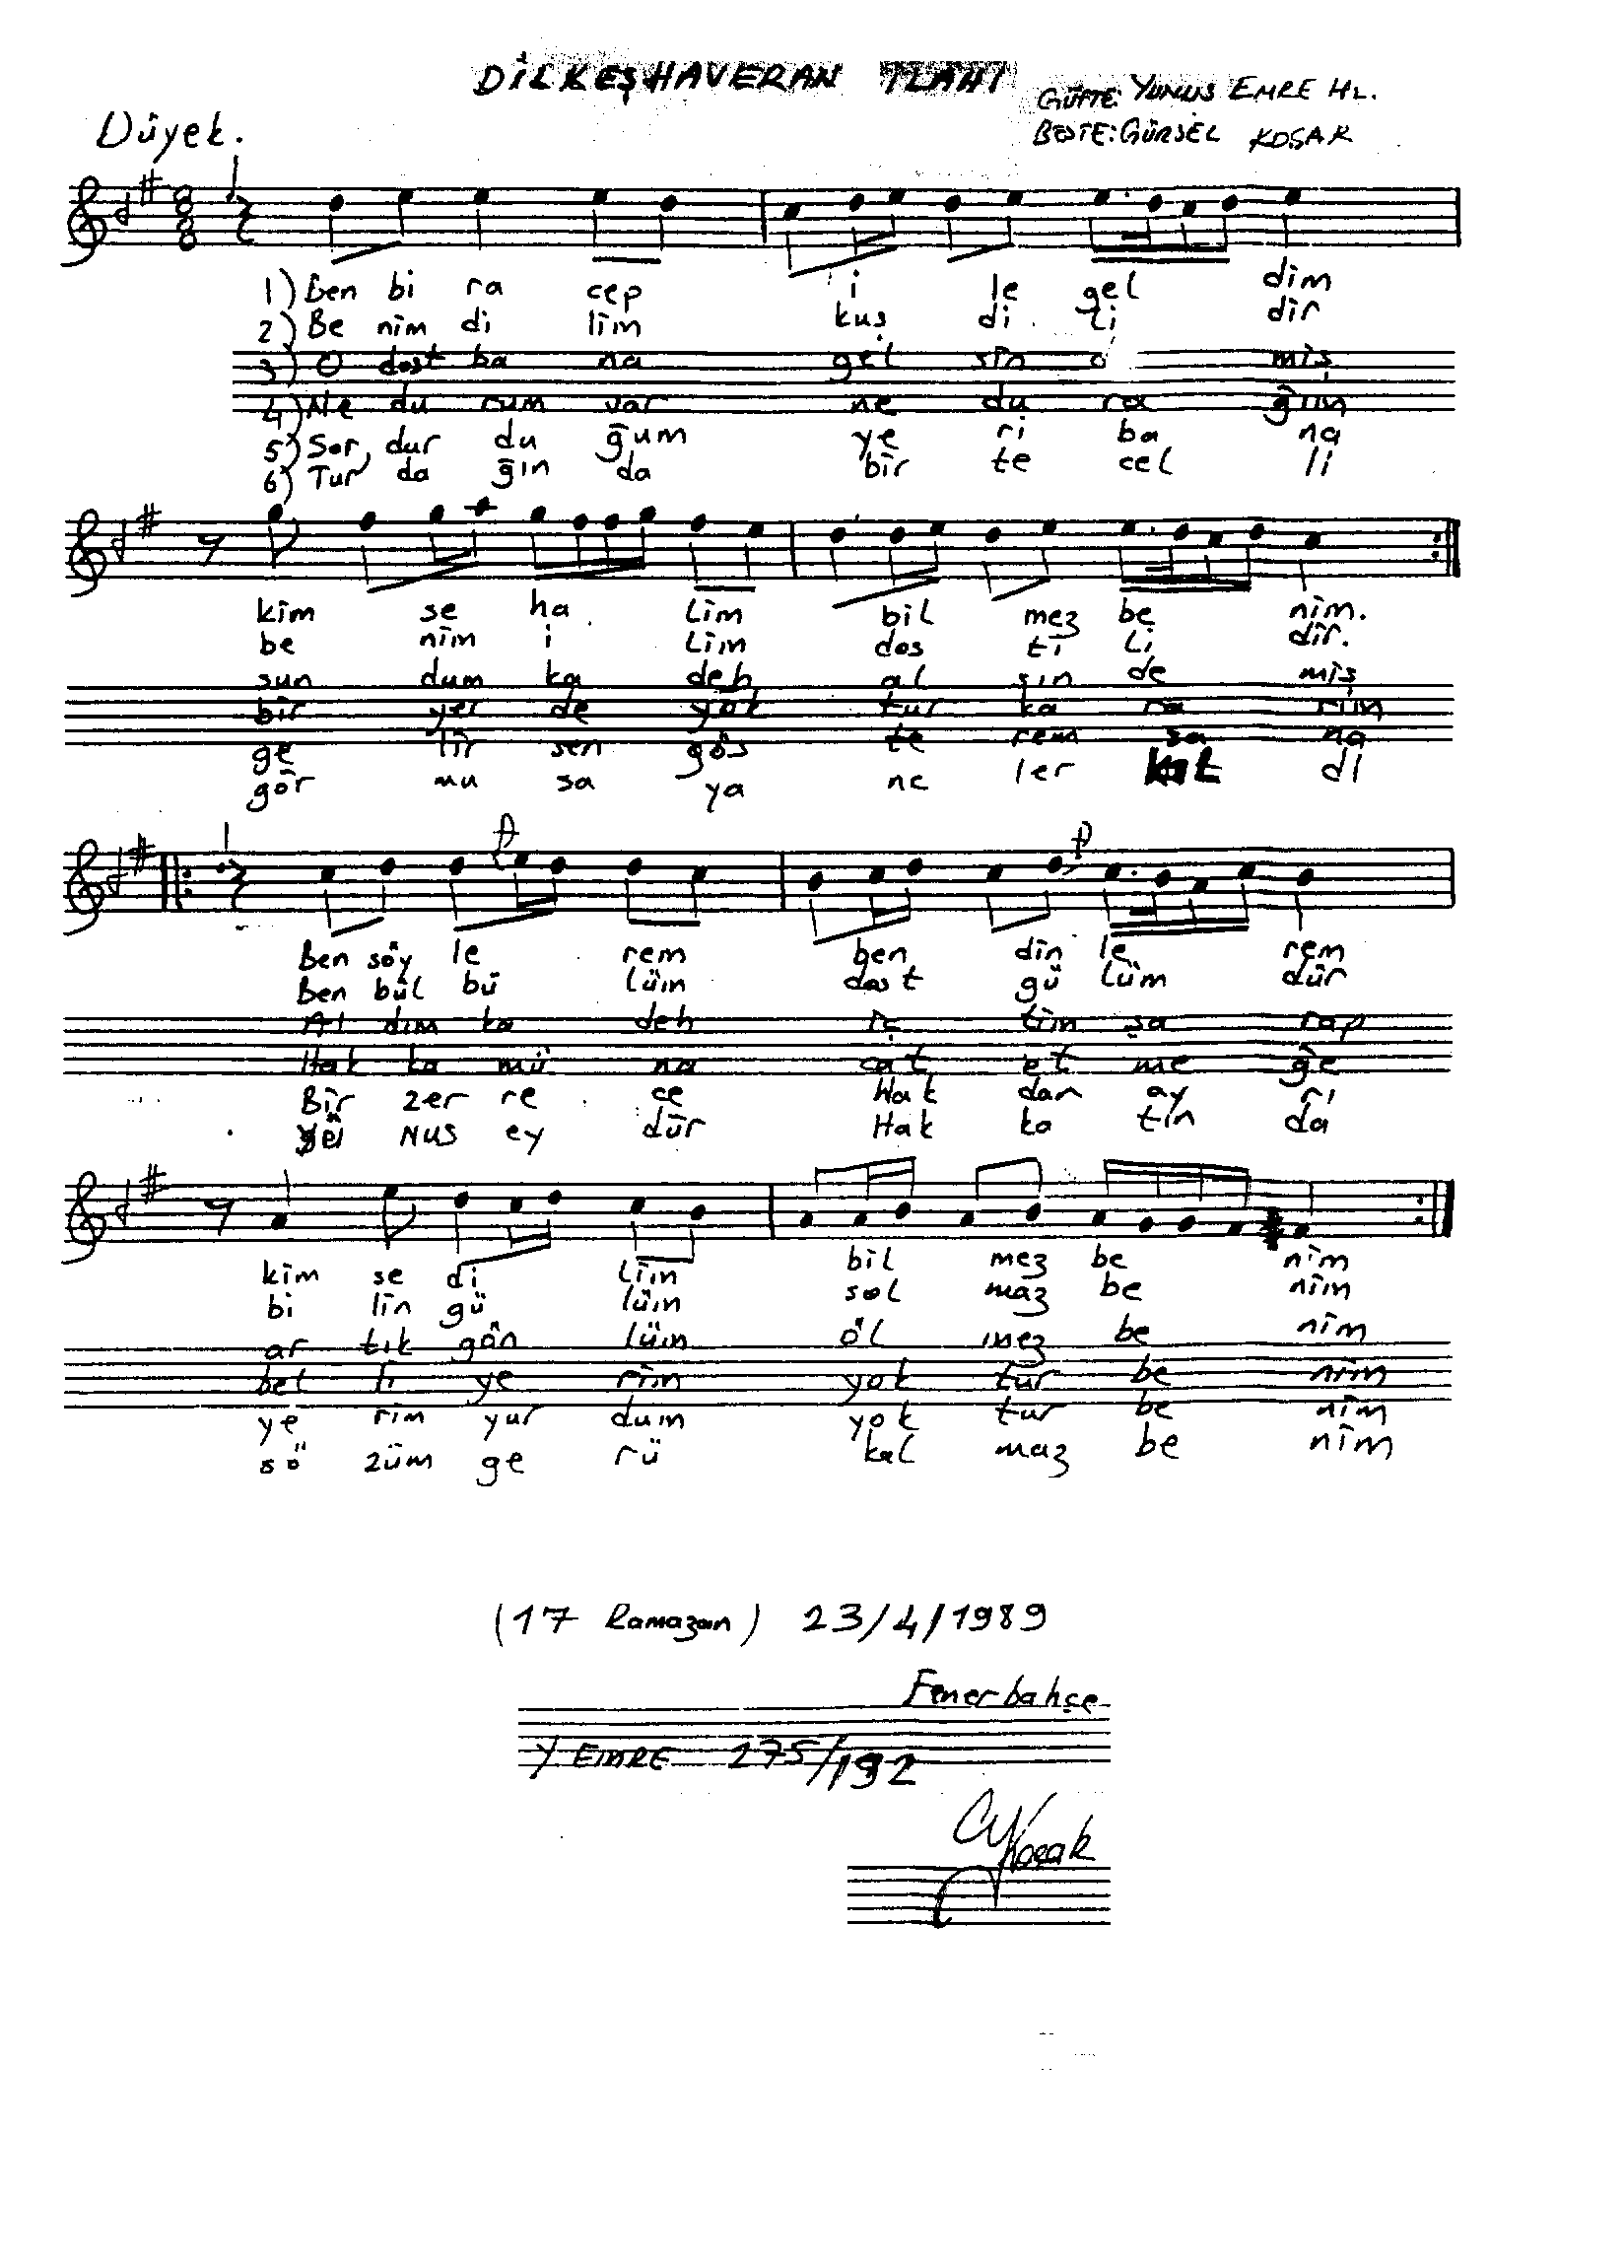 DİLKEŞHAVERAN İLAHİ
GÜFTE: YUNUS EMRE Hz.
Düyek.
BESTE: GÜRSEL KOŞAR
1) Ben bi ra cep i le gel dim
2) Be nim di lim kuş di li dir
3) O dost ba na gel sin o miş
4) Ne du rum var ne du ra ğım
5) Sor dur du ğum ye ri ba na
6) Tur da ğın da bir te cel li
kim se ha lim bil mez be nim.
be nim i lim dos ti li dir.
sun dum ka deh al sın de miş
bir yer de yok tur ka ra rım
ge lir sen gös te rem sa na
gör mu sa ya ne ler dı
Ben söy le rem ben din le rem
Ben bül bü lüm dost gü lüm dür
Al dım ka deh iç tim şa rap
Hak ka mü na cat et me ğe
Bir zer re ce Hak dan ay rı
NUS ey dür Hak ka tın da
kim se di lim bil mez be nim
bi lin gü lüm sol maz be nim
ar tık gön lüm öl mez be nim
bel li ye rim yok tur be nim
ye rim yur dum yok tur be nim
sö züm ge rü kal maz be nim
(17 Ramazan) 23/4/1989
Fenerbahçe
Y EMRE 275/192